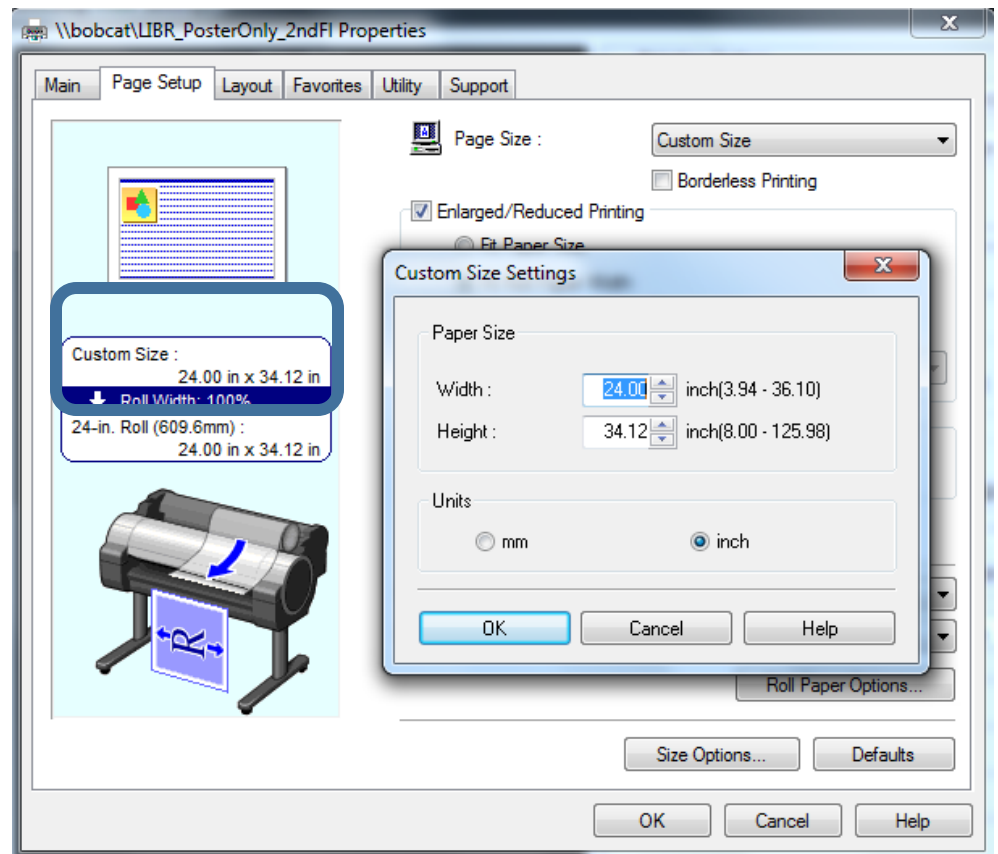 \\bobcat\LIBR_PosterOnly_2ndFl Properties
Main Page Setup Layout Favorites Utility Support
Page Size : Custom Size
Borderless Printing
Enlarged/Reduced Printing
Fit Paper Size
Custom Size Settings
Paper Size
Width : 24.00 inch(3.94 - 36.10)
Height : 34.12 inch(8.00 - 125.98)
Units
mm inch
OK Cancel Help
Custom Size :
24.00 in x 34.12 in
Roll Width: 100%
24-in. Roll (609.6mm) :
24.00 in x 34.12 in
R
Roll Paper Options...
Size Options... Defaults
OK Cancel Help